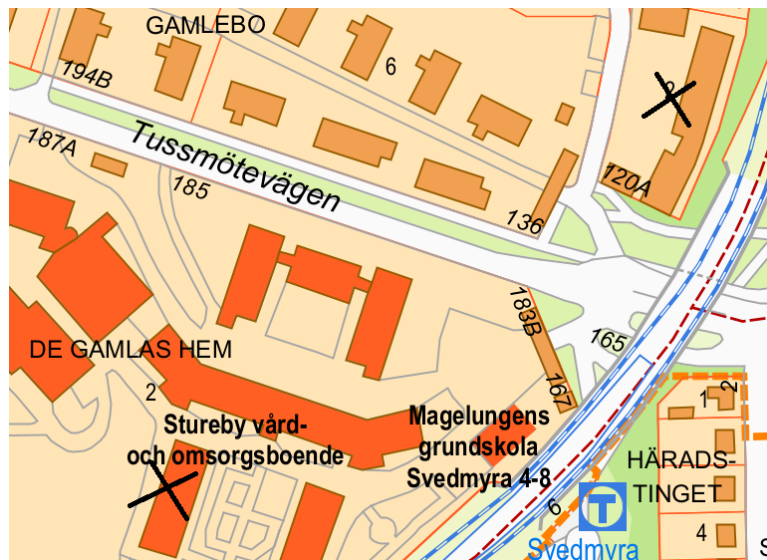 GAMLEBO
6
194B
187A
185
Tussmötevägen
120A
136
183B
165
167
DE GAMLAS HEM
2
Stureby vård-
och omsorgsboende
Magelungens
grundskola
Svedmyra 4-8
1
2
HÄRADS-
TINGET
6
T
4
S
Svedmyra